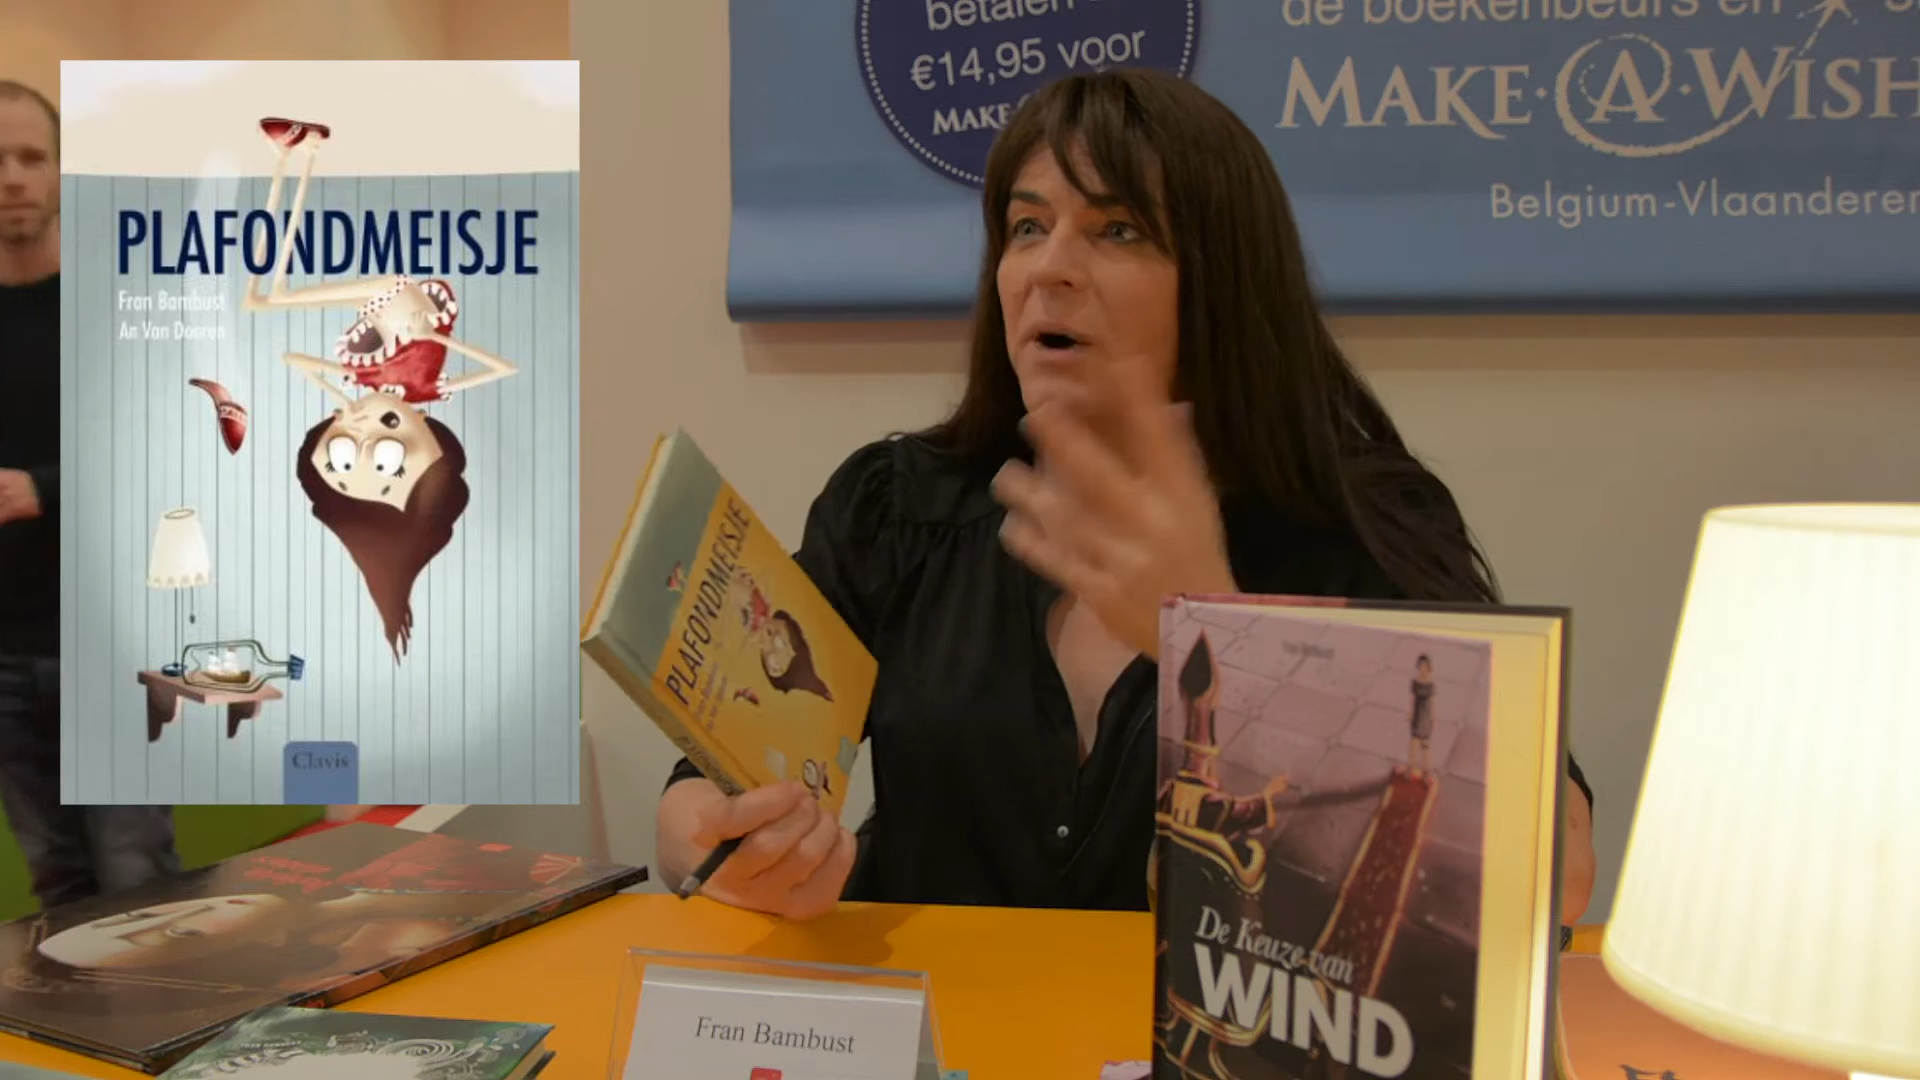 PLAFONDMEISJE
Fran Bambust
An Van Dooren
Clavis
betalen
€14,95 voor
MAKE
de boekenbeurs en
MAKE·A·WISH
Belgium-Vlaanderen
PLAFONDMEISJE
De Keuze van
WIND
Fran Bambust